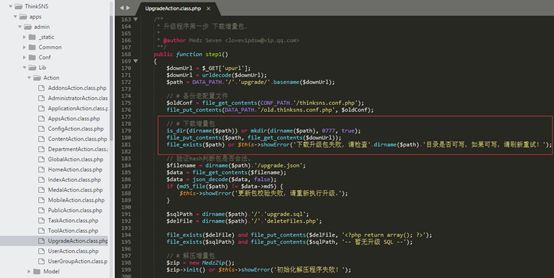 ThinkSNS
apps
admin
_static
Common
Conf
Lib
Action
AddonsAction.class.php
AdministratorAction.class.php
ApplicationAction.class.php
AppsAction.class.php
ConfigAction.class.php
ContentAction.class.php
DepartmentAction.class.php
GlobalAction.class.php
HomeAction.class.php
IndexAction.class.php
MedalAction.class.php
MobileAction.class.php
PublicAction.class.php
TaskAction.class.php
ToolAction.class.php
UpgradeAction.class.php
UserAction.class.php
UserGroupAction.class.php
Model
UpgradeAction.class.php
163 /**
164 * 升级程序第一步 下载增量包.
165 *
166 * @author Medz Seven <lovevipdsw@vip.qq.com>
167 **/
168 public function step1()
169 {
170 $downUrl = $_GET['upurl'];
171 $downUrl = urldecode($downUrl);
172 $path = DATA_PATH.'/'.'upgrade/'.basename($downUrl);
173
174 // # 备份老配置文件
175 $oldConf = file_get_contents(CONF_PATH.'/thinksns.conf.php');
176 file_put_contents(DATA_PATH.'/old.thinksns.conf.php', $oldConf);
177
178 // # 下载增量包
179 is_dir(dirname($path)) or mkdir(dirname($path), 0777, true);
180 file_put_contents($path, file_get_contents($downUrl));
181 file_exists($path) or $this->showError('下载升级包失败,请检查'.dirname($path).'目录是否可写,如果可写,请刷新重试!');
182
183 // 验证hash判断包是否合法。
184 $filename = dirname($path).'/upgrade.json';
185 $data = file_get_contents($filename);
186 $data = json_decode($data, false);
187 if (md5_file($path) != $data->md5) {
188 $this->showError('更新包校验失败,请重新执行升级.');
189 }
190
191 $sqlPath = dirname($path).'/'.'upgrade.sql';
192 $delFile = dirname($path).'/'.'deleteFiles.php';
193
194 file_exists($delFile) and file_put_contents($delFile, '<?php return array(); ?>');
195 file_exists($sqlPath) and file_put_contents($sqlPath, '-- 暂无升级 SQL --');
196
197 // # 解压增量包
198 $zip = new MedzZip();
199 $zip->init() or $this->showError('初始化解压程序失败!');